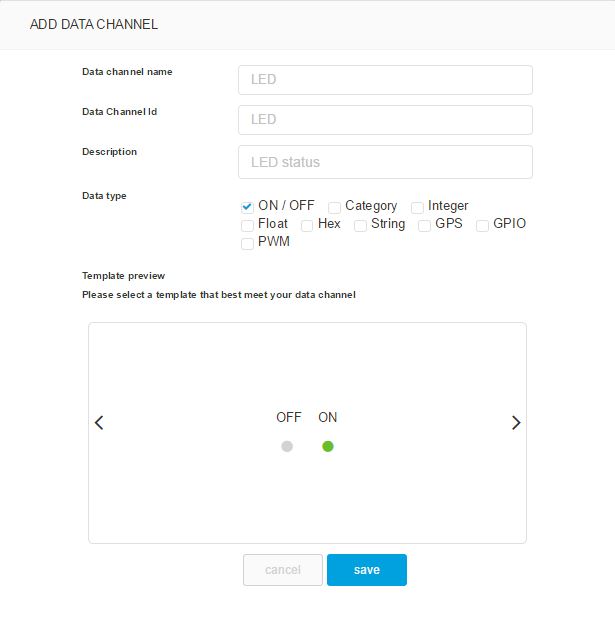 ADD DATA CHANNEL
Data channel name
LED
Data Channel Id
LED
Description
LED status
Data type
ON / OFF Category Integer
Float Hex String GPS GPIO
PWM
Template preview
Please select a template that best meet your data channel
OFF ON
cancel save